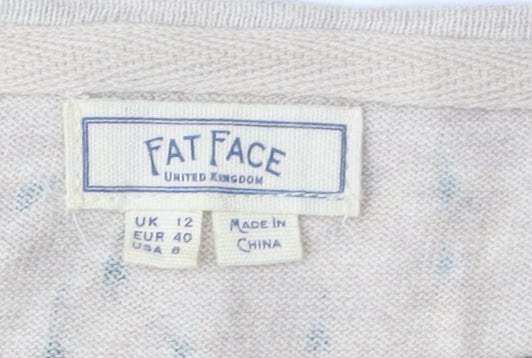 FAT FACE
UNITED KINGDOM
UK 12
EUR 40
USA 8
MADE IN
CHINA